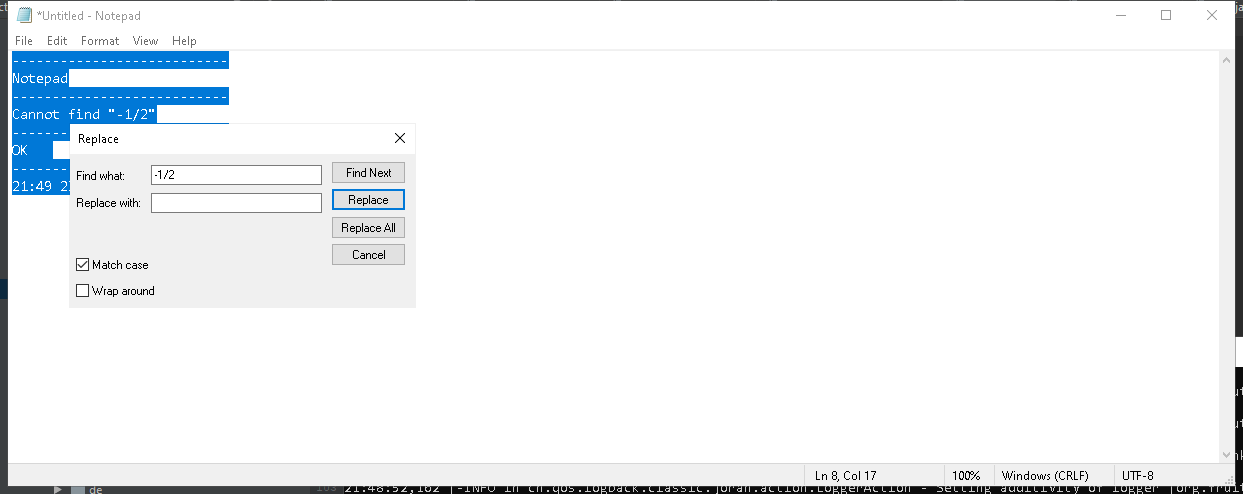 *Untitled - Notepad
File Edit Format View Help
---------------------------
Notepad
---------------------------
Cannot find "-1/2"
OK
21:49 2
Replace
Find what: -1/2 Find Next
Replace with: Replace
Replace All
Cancel
Match case
Wrap around
Ln 8, Col 17 100% Windows (CRLF) UTF-8
de
21:48:52,162 |-INFO in ch.qos.logback.classic.joran.action.LoggerAction - Setting additivity of logger [org.fruit